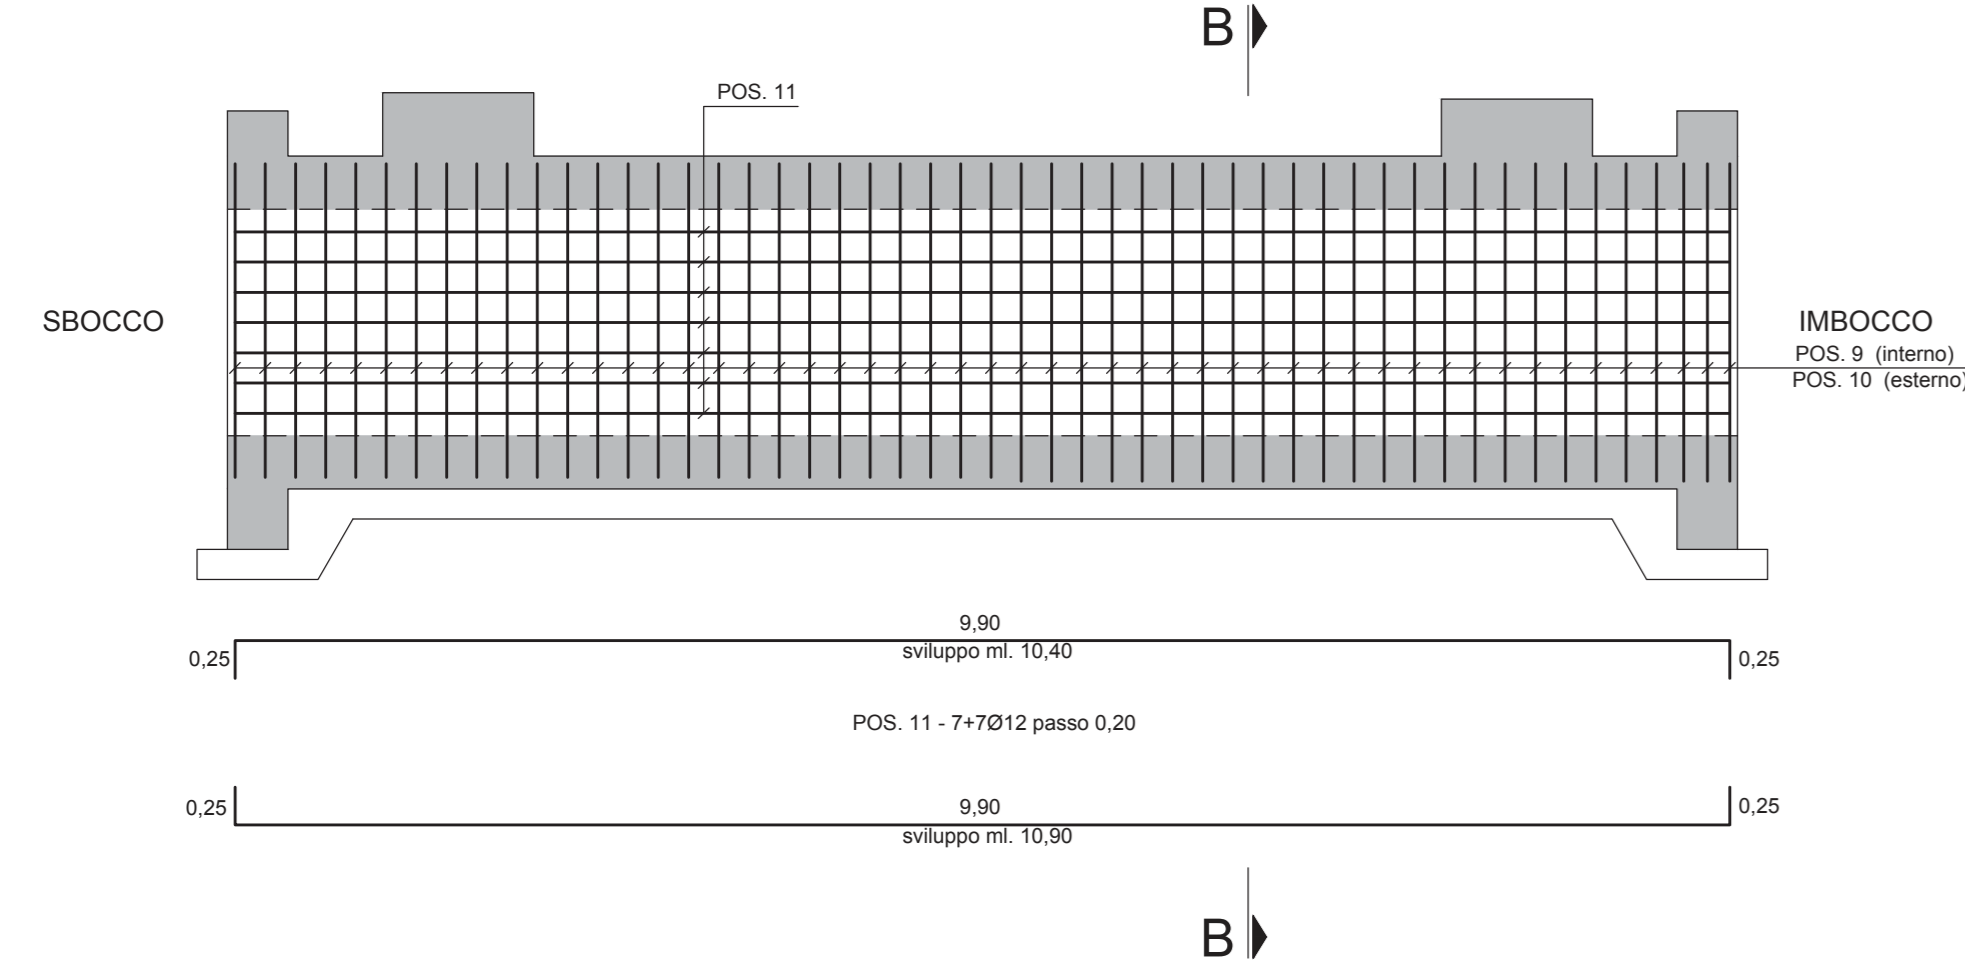 B
POS. 11
SBOCCO
IMBOCCO
POS. 9 (interno)
POS. 10 (esterno)
9,90
sviluppo ml. 10,40
0,25
0,25
POS. 11 - 7+7Ø12 passo 0,20
0,25
9,90
0,25
sviluppo ml. 10,90
B